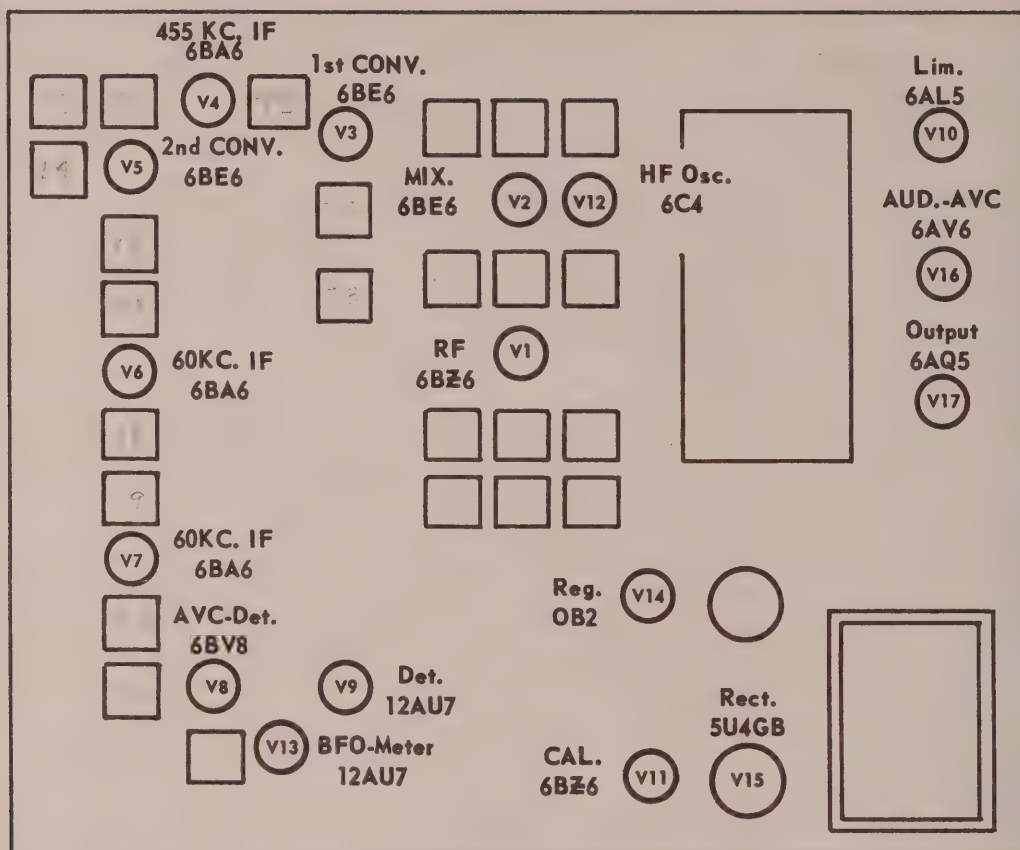 455 KC. IF
6BA6
V4
1st CONV.
6BE6
V3
Lim.
6AL5
V10
14
V5
2nd CONV.
6BE6
MIX.
6BE6
V2
V12
HF Osc.
6C4
AUD.-AVC
6AV6
V16
Output
6AQ5
V17
RF
6BZ6
V1
V6
60KC. IF
6BA6
9
V7
60KC. IF
6BA6
AVC-Det.
6BV8
V8
V9
Det.
12AU7
V13
BFO-Meter
12AU7
Reg.
OB2
V14
Rect.
5U4GB
V15
CAL.
6BZ6
V11